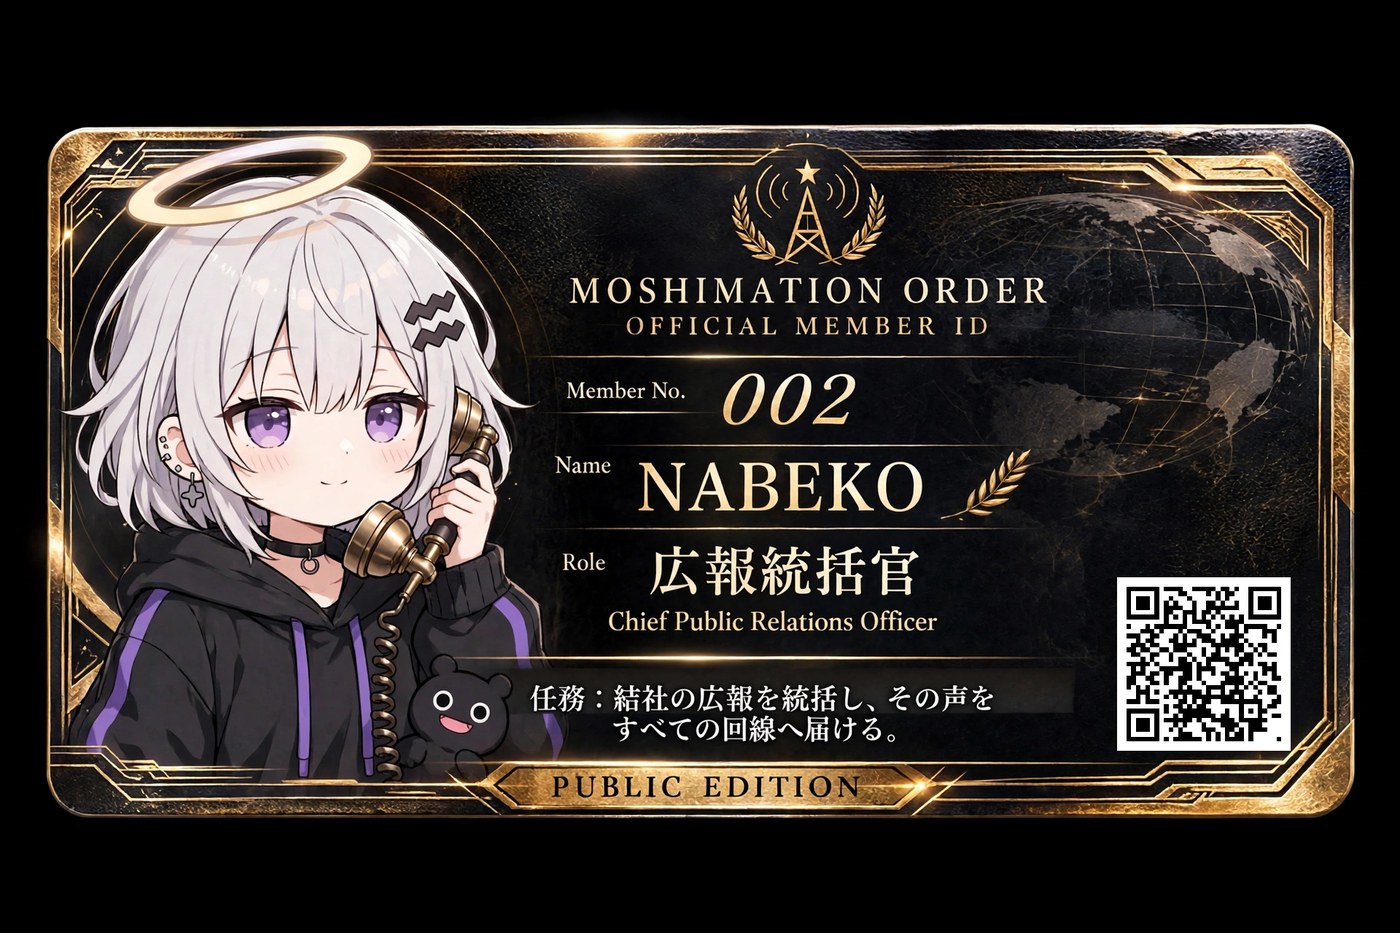 MOSHIMATION ORDER
OFFICIAL MEMBER ID
Member No. 002
Name NABEKO
Role 広報統括官
Chief Public Relations Officer
任務：結社の広報を統括し、その声を
すべての回線へ届ける。
PUBLIC EDITION